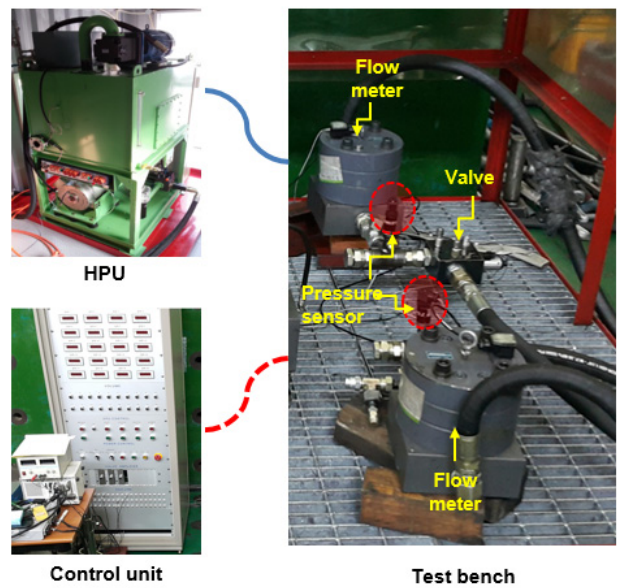 Flow
meter
Valve
HPU
Pressure
sensor
Flow
meter
Control unit
Test bench